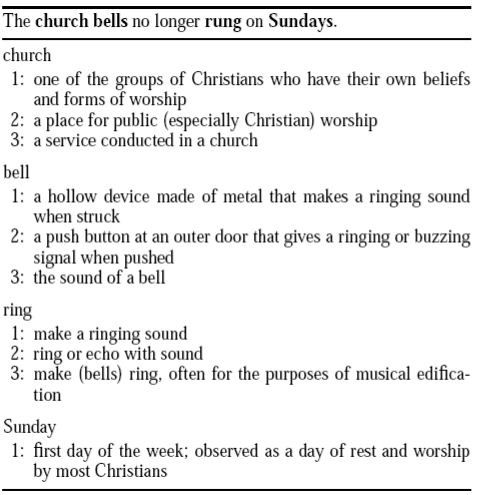 The church bells no longer rung on Sundays.
church
1: one of the groups of Christians who have their own beliefs
and forms of worship
2: a place for public (especially Christian) worship
3: a service conducted in a church
bell
1: a hollow device made of metal that makes a ringing sound
when struck
2: a push button at an outer door that gives a ringing or buzzing
signal when pushed
3: the sound of a bell
ring
1: make a ringing sound
2: ring or echo with sound
3: make (bells) ring, often for the purposes of musical edifica-
tion
Sunday
1: first day of the week; observed as a day of rest and worship
by most Christians